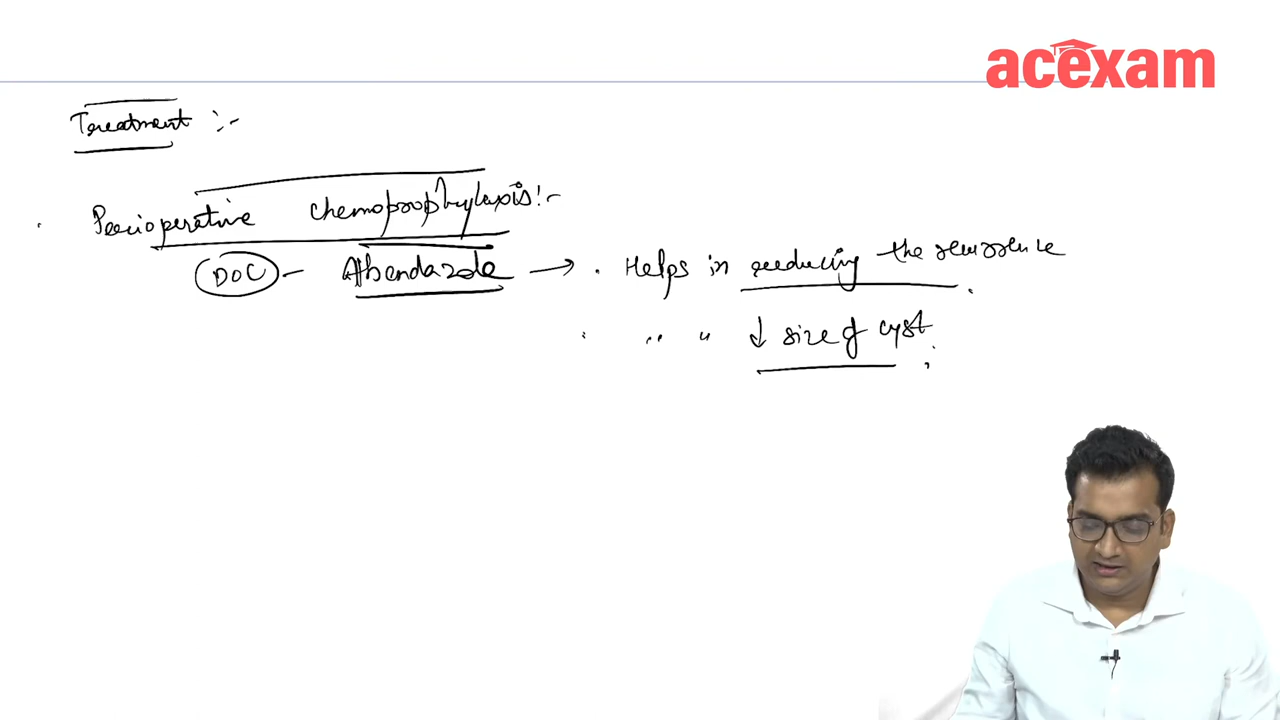 acexam
Treatment :-
. Perioperative chemoprophylaxis:-
DOC - Albendazole → . Helps in reducing the recurrence .
. " " ↓ size of cyst .